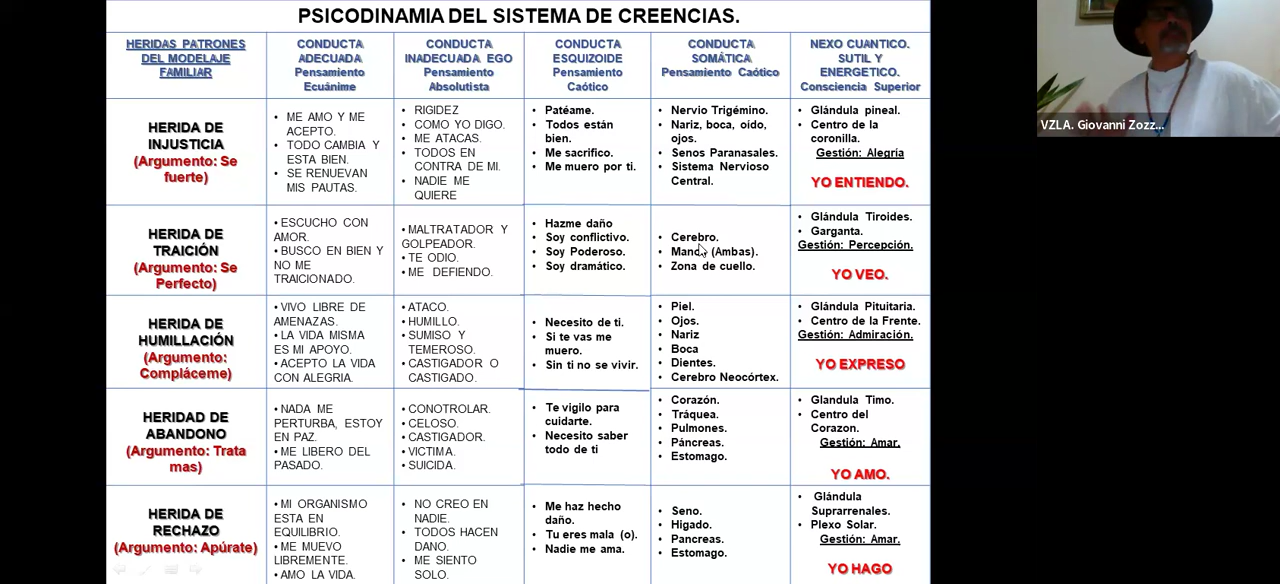 PSICODINAMIA DEL SISTEMA DE CREENCIAS.
HERIDAS PATRONES
DEL MODELAJE
FAMILIAR
CONDUCTA
ADECUADA
Pensamiento
Ecuánime
CONDUCTA
INADECUADA EGO
Pensamiento
Absolutista
CONDUCTA
ESQUIZOIDE
Pensamiento
Caótico
CONDUCTA
SOMÁTICA
Pensamiento Caótico
NEXO CUANTICO.
SUTIL Y
ENERGETICO.
Consciencia Superior
HERIDA DE
INJUSTICIA
(Argumento: Se
fuerte)
• ME AMO Y ME
ACEPTO.
• TODO CAMBIA Y
ESTA BIEN.
• SE RENUEVAN
MIS PAUTAS.
• RIGIDEZ
• COMO YO DIGO.
• ME ATACAS.
• TODOS EN
CONTRA DE MI.
• NADIE ME
QUIERE
• Patéame.
• Todos están
bien.
• Me sacrifico.
• Me muero por ti.
• Nervio Trigémino.
• Nariz, boca, oído,
ojos.
• Senos Paranasales.
• Sistema Nervioso
Central.
• Glándula pineal.
• Centro de la
coronilla.
Gestión: Alegría
YO ENTIENDO.
HERIDA DE
TRAICIÓN
(Argumento: Se
Perfecto)
• ESCUCHO CON
AMOR.
• BUSCO EN BIEN Y
NO ME
TRAICIONADO.
• MALTRATADOR Y
GOLPEADOR.
• TE ODIO.
• ME DEFIENDO.
• Hazme daño
• Soy conflictivo.
• Soy Poderoso.
• Soy dramático.
• Cerebro.
• Manos (Ambas).
• Zona de cuello.
• Glándula Tiroides.
• Garganta.
Gestión: Percepción.
YO VEO.
HERIDA DE
HUMILLACIÓN
(Argumento:
Compláceme)
• VIVO LIBRE DE
AMENAZAS.
• LA VIDA MISMA
ES MI APOYO.
• ACEPTO LA VIDA
CON ALEGRIA.
• ATACO.
• HUMILLO.
• SUMISO Y
TEMEROSO.
• CASTIGADOR O
CASTIGADO.
• Necesito de ti.
• Si te vas me
muero.
• Sin ti no se vivir.
• Piel.
• Ojos.
• Nariz
• Boca
• Dientes.
• Cerebro Neocórtex.
• Glándula Pituitaria.
• Centro de la Frente.
Gestión: Admiración.
YO EXPRESO
HERIDAD DE
ABANDONO
(Argumento: Trata
mas)
• NADA ME
PERTURBA, ESTOY
EN PAZ.
• ME LIBERO DEL
PASADO.
• CONOTROLAR.
• CELOSO.
• CASTIGADOR.
• VICTIMA.
• SUICIDA.
• Te vigilo para
cuidarte.
• Necesito saber
todo de ti
• Corazón.
• Tráquea.
• Pulmones.
• Páncreas.
• Estomago.
• Glandula Timo.
• Centro del
Corazon.
Gestión: Amar.
YO AMO.
HERIDA DE
RECHAZO
(Argumento: Apúrate)
• MI ORGANISMO
ESTA EN
EQUILIBRIO.
• ME MUEVO
LIBREMENTE.
• AMO LA VIDA.
• NO CREO EN
NADIE.
• TODOS HACEN
DANO.
• ME SIENTO
SOLO.
• Me haz hecho
daño.
• Tu eres mala (o).
• Nadie me ama.
• Seno.
• Higado.
• Pancreas.
• Estomago.
• Glándula
Suprarrenales.
• Plexo Solar.
Gestión: Amar.
YO HAGO
VZLA. Giovanni Zozz...